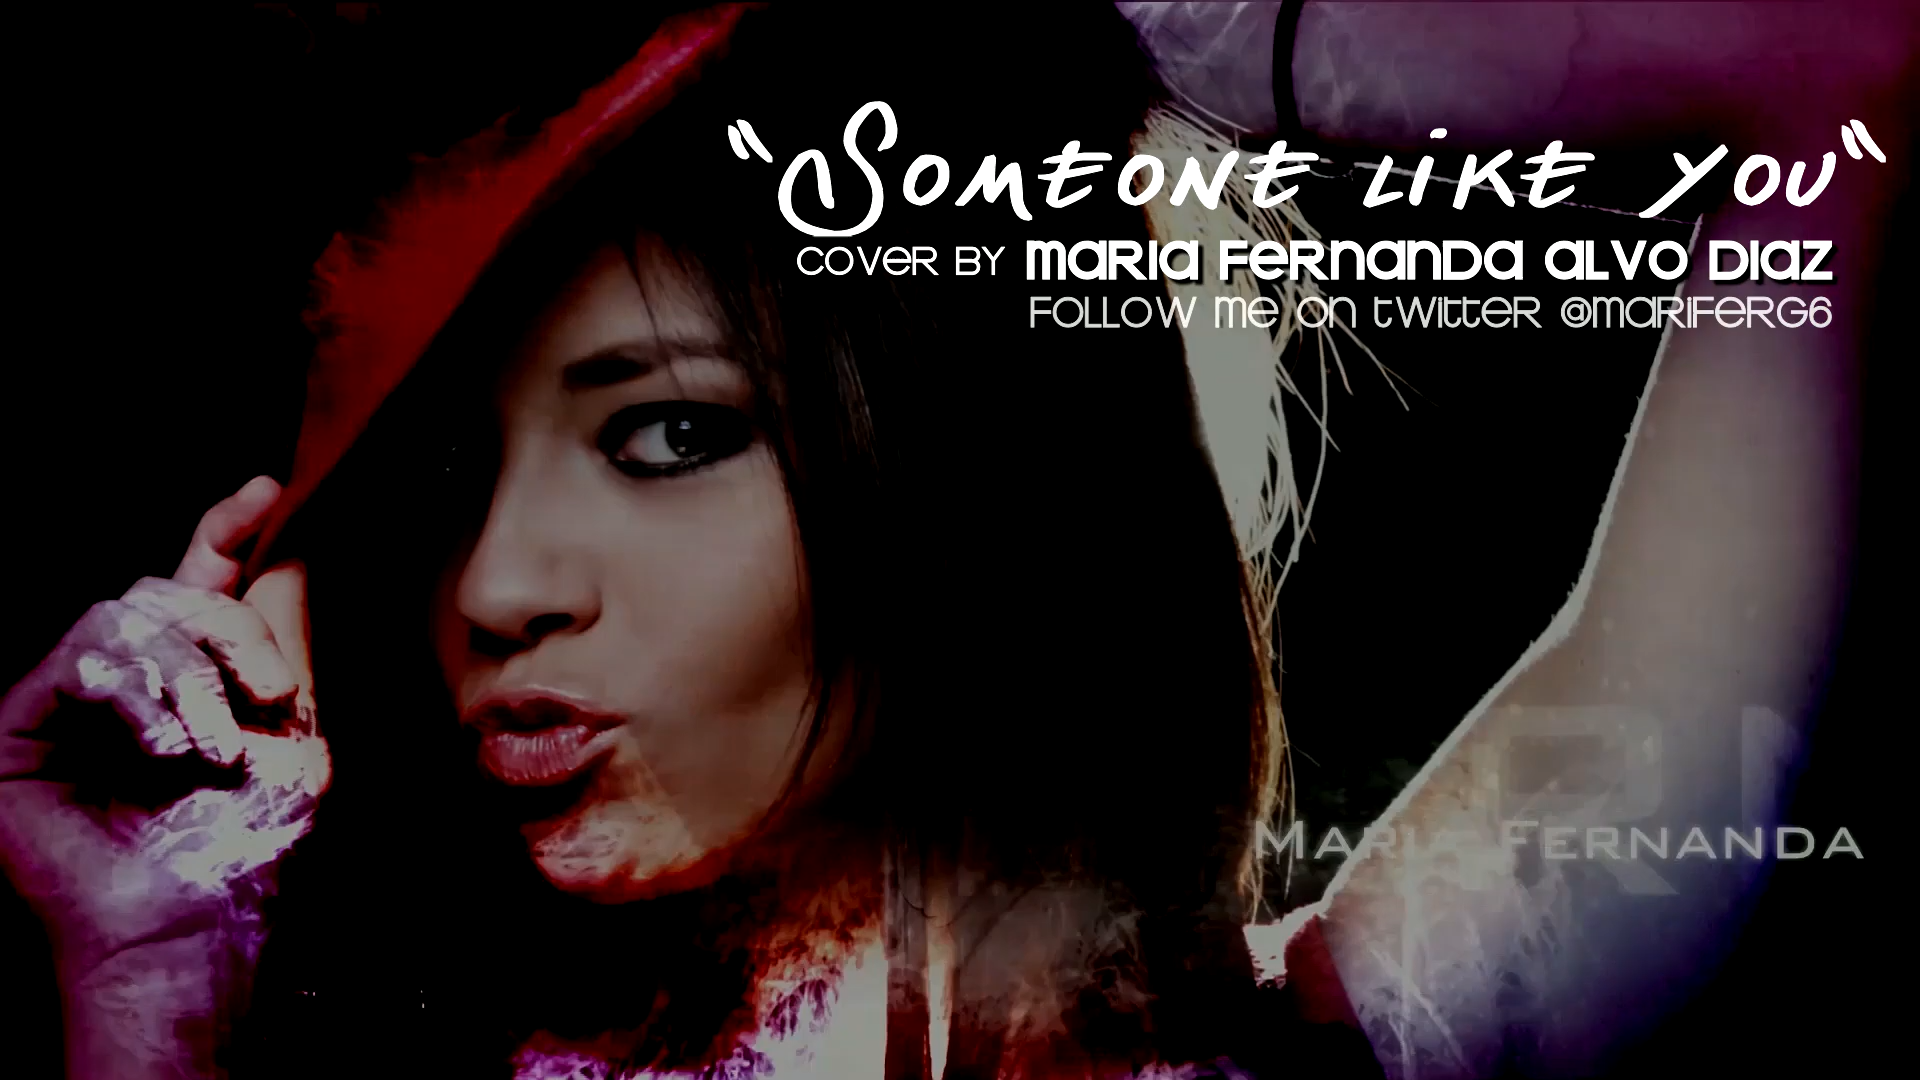 "Someone like you"
cover by Maria Fernanda Alvo Diaz
Follow me on twitter @mariferg6
Maria Fernanda